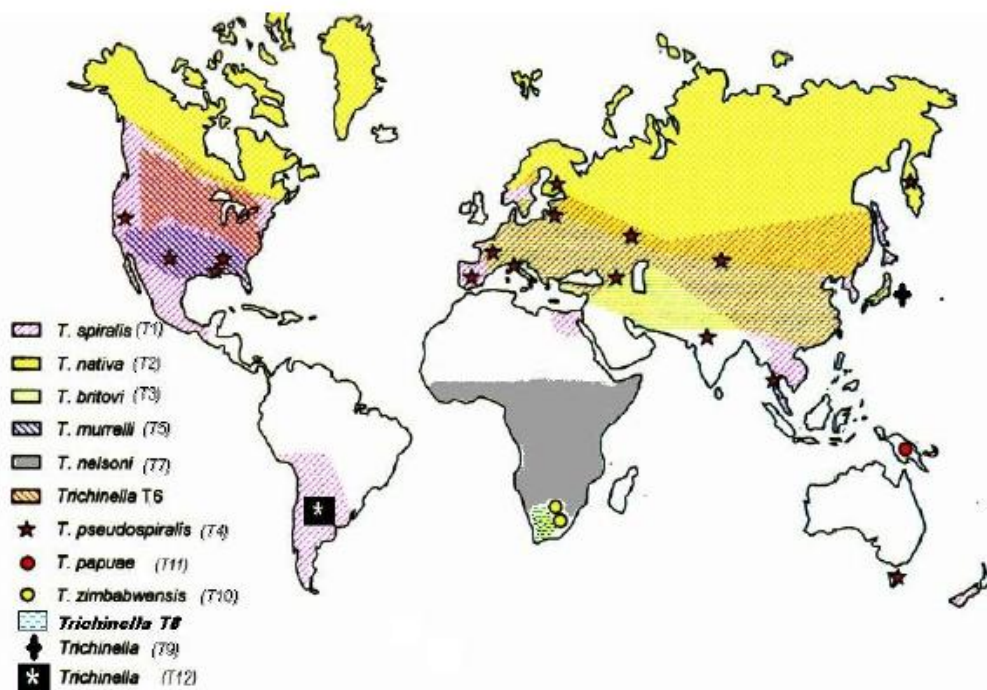 T. spiralis (T1)
T. nativa (T2)
T. britovi (T3)
T. murrelli (T5)
T. nelsoni (T7)
Trichinella T6
T. pseudospiralis (T4)
T. papuae (T11)
T. zimbabwensis (T10)
Trichinella T8
Trichinella (T9)
Trichinella (T12)